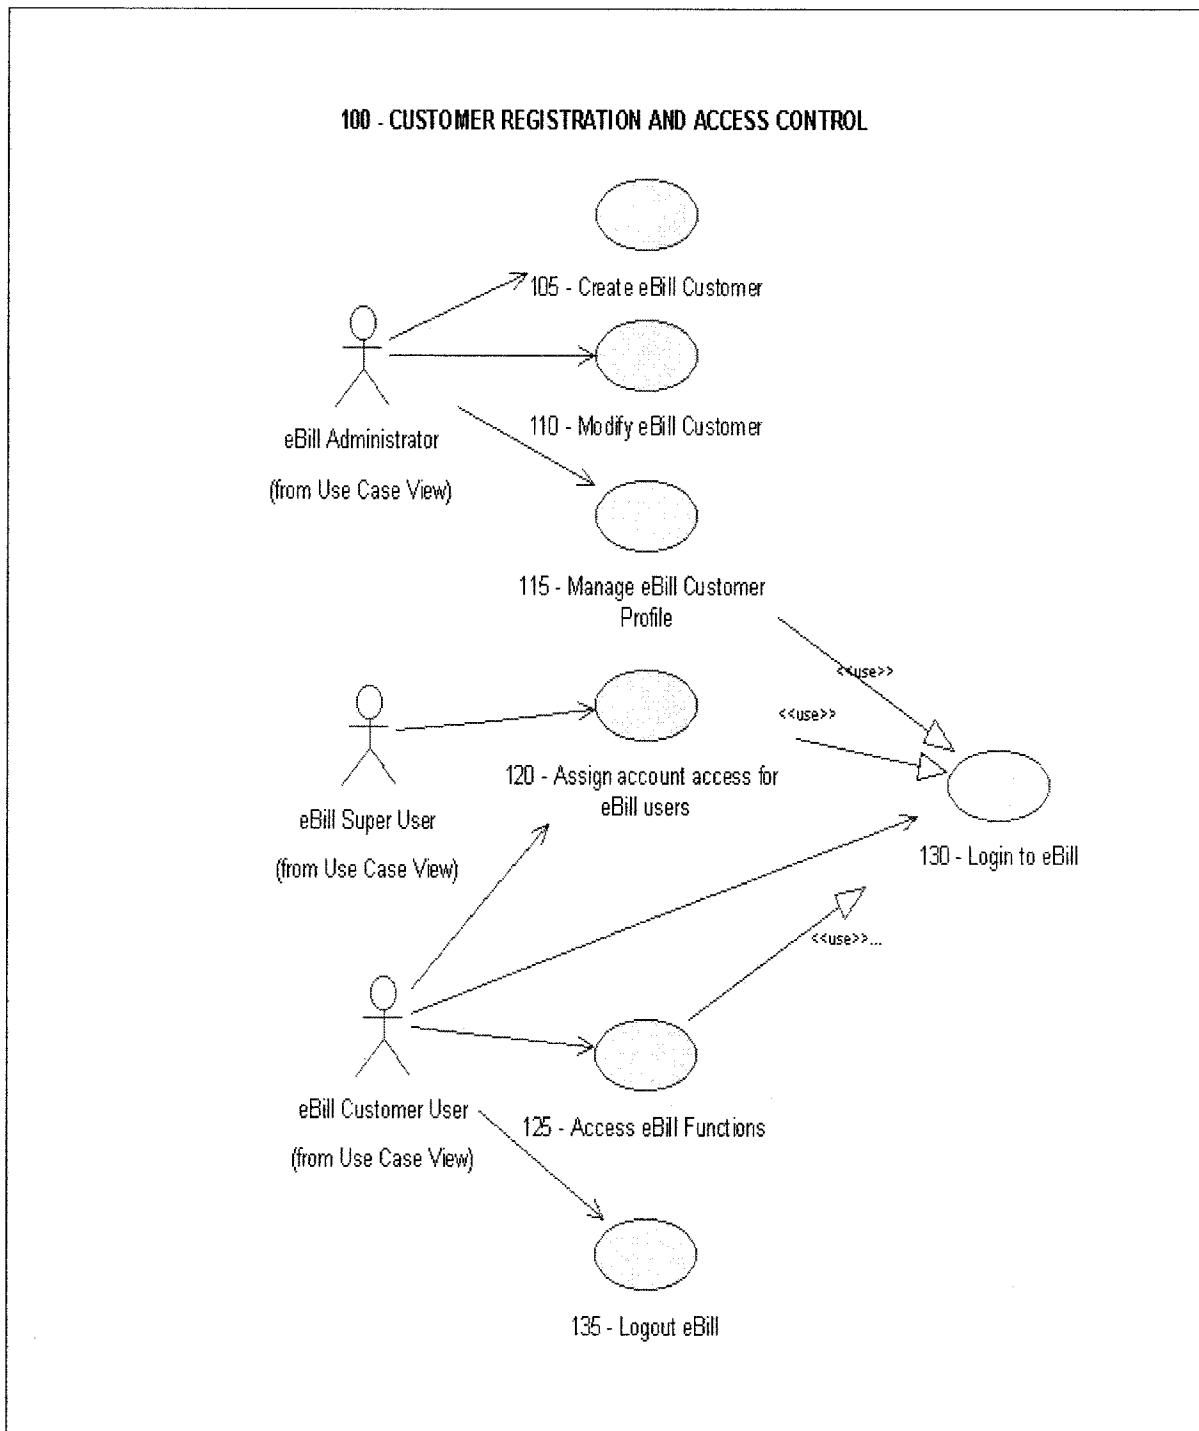 100 - CUSTOMER REGISTRATION AND ACCESS CONTROL
105 - Create eBill Customer
eBill Administrator
(from Use Case View)
110 - Modify eBill Customer
115 - Manage eBill Customer
Profile
<<use>>
<<use>>
eBill Super User
(from Use Case View)
120 - Assign account access for
eBill users
130 - Login to eBill
<<use>>...
eBill Customer User
(from Use Case View)
125 - Access eBill Functions
135 - Logout eBill